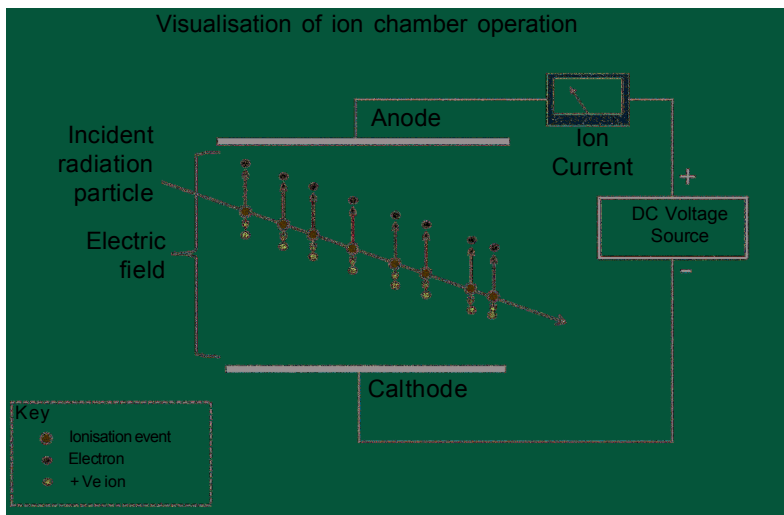 Visualisation of ion chamber operation
Anode
Ion
Current
Incident
radiation
particle
Electric
field
+
DC Voltage
Source
-
Calthode
Key
Ionisation event
Electron
+Ve ion